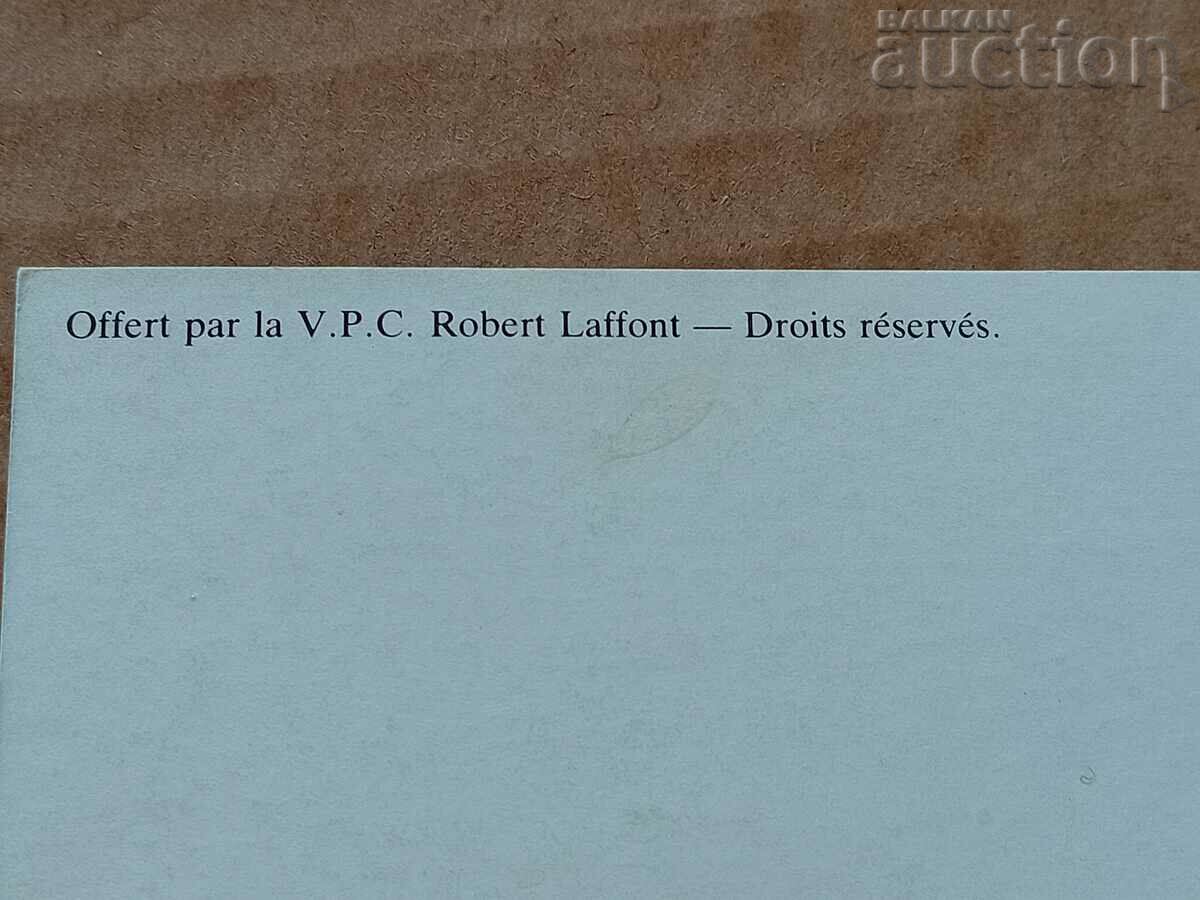 BALKAN
auction
Offert par la V.P.C. Robert Laffont — Droits réservés.